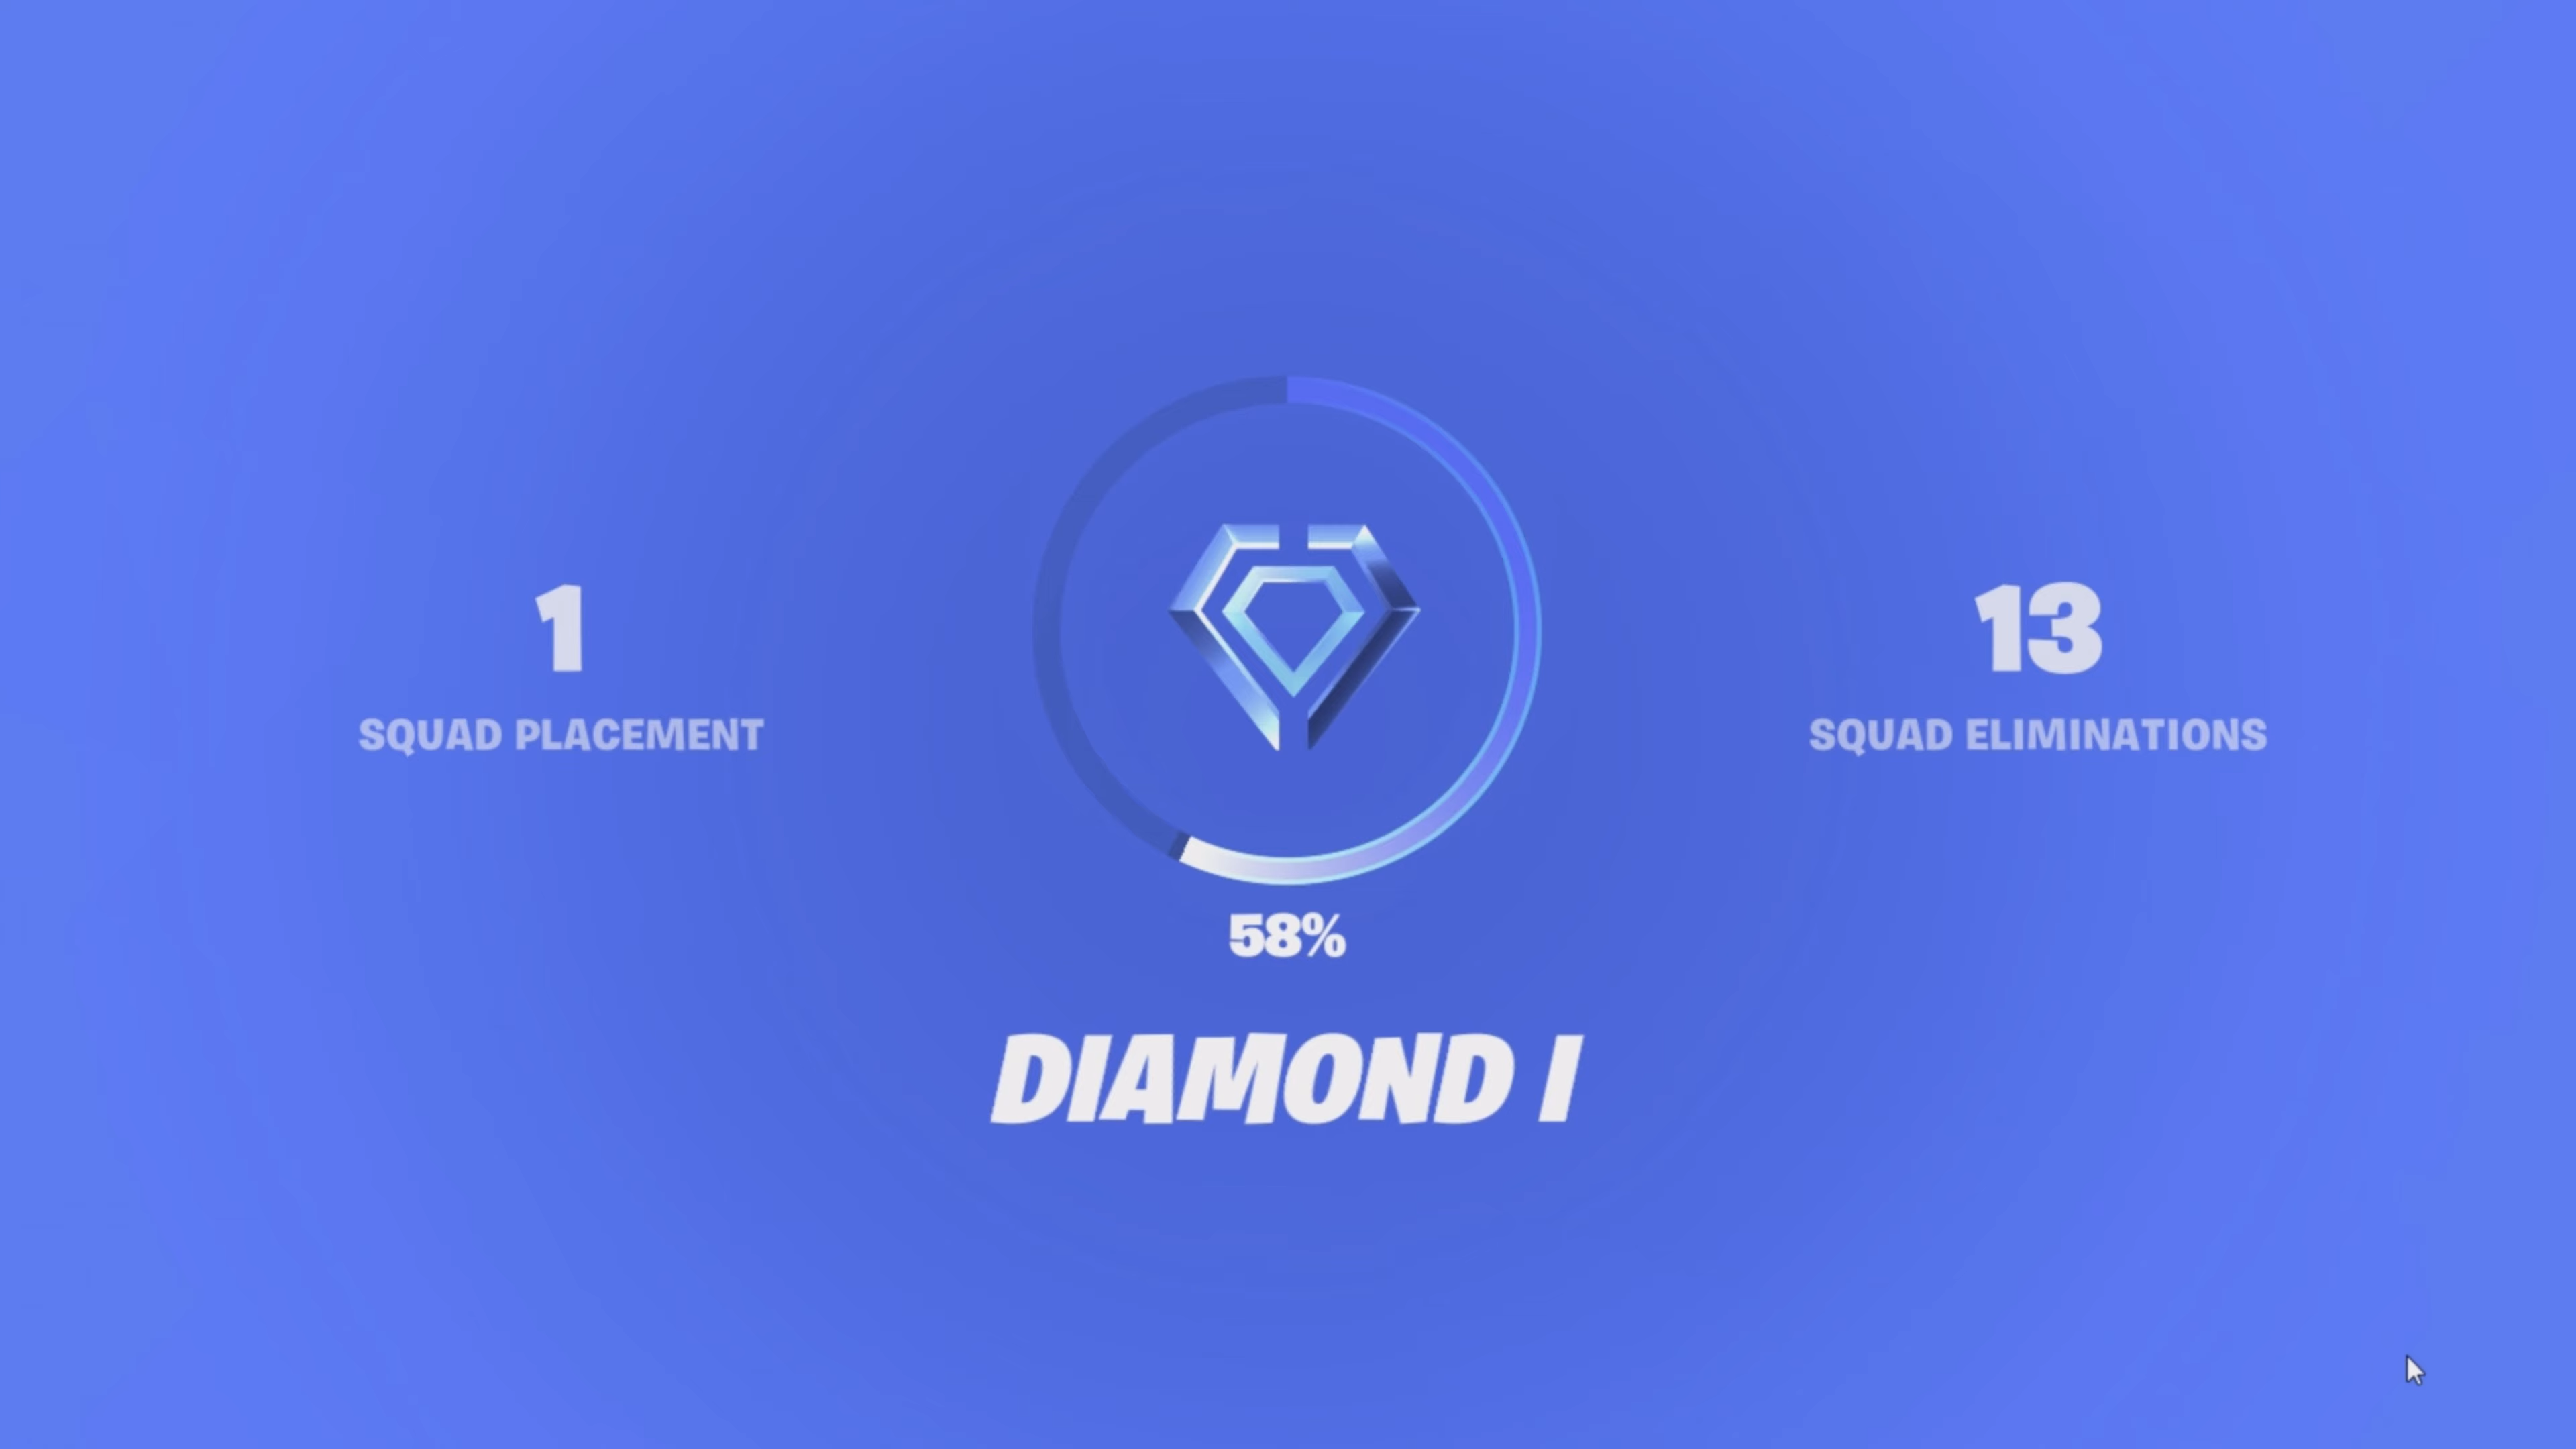 1
SQUAD PLACEMENT
13
SQUAD ELIMINATIONS
58%
DIAMOND I